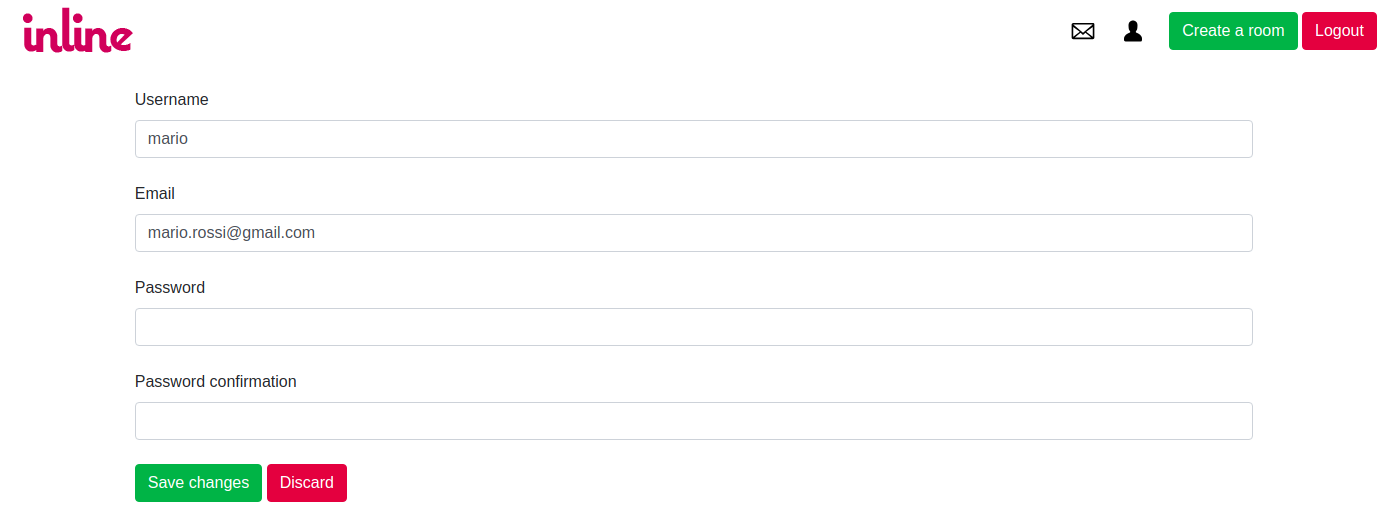 inline
Create a room
Logout
Username
mario
Email
mario.rossi@gmail.com
Password
Password confirmation
Save changes
Discard